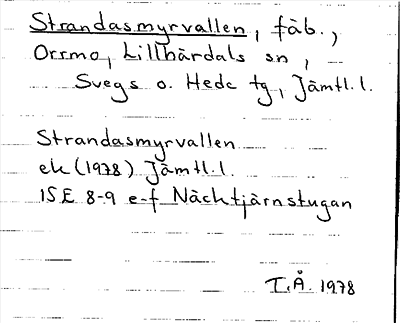 Strandasmyrvallen, fäb.,
Orrmo, Lillhärdals sn,
Svegs o. Hede tg, Jämtl.l.
Strandasmyrvallen
ek (1978) Jämtl.l.
15E 8-9 e-f Näcktjärnstugan
T.Å. 1978